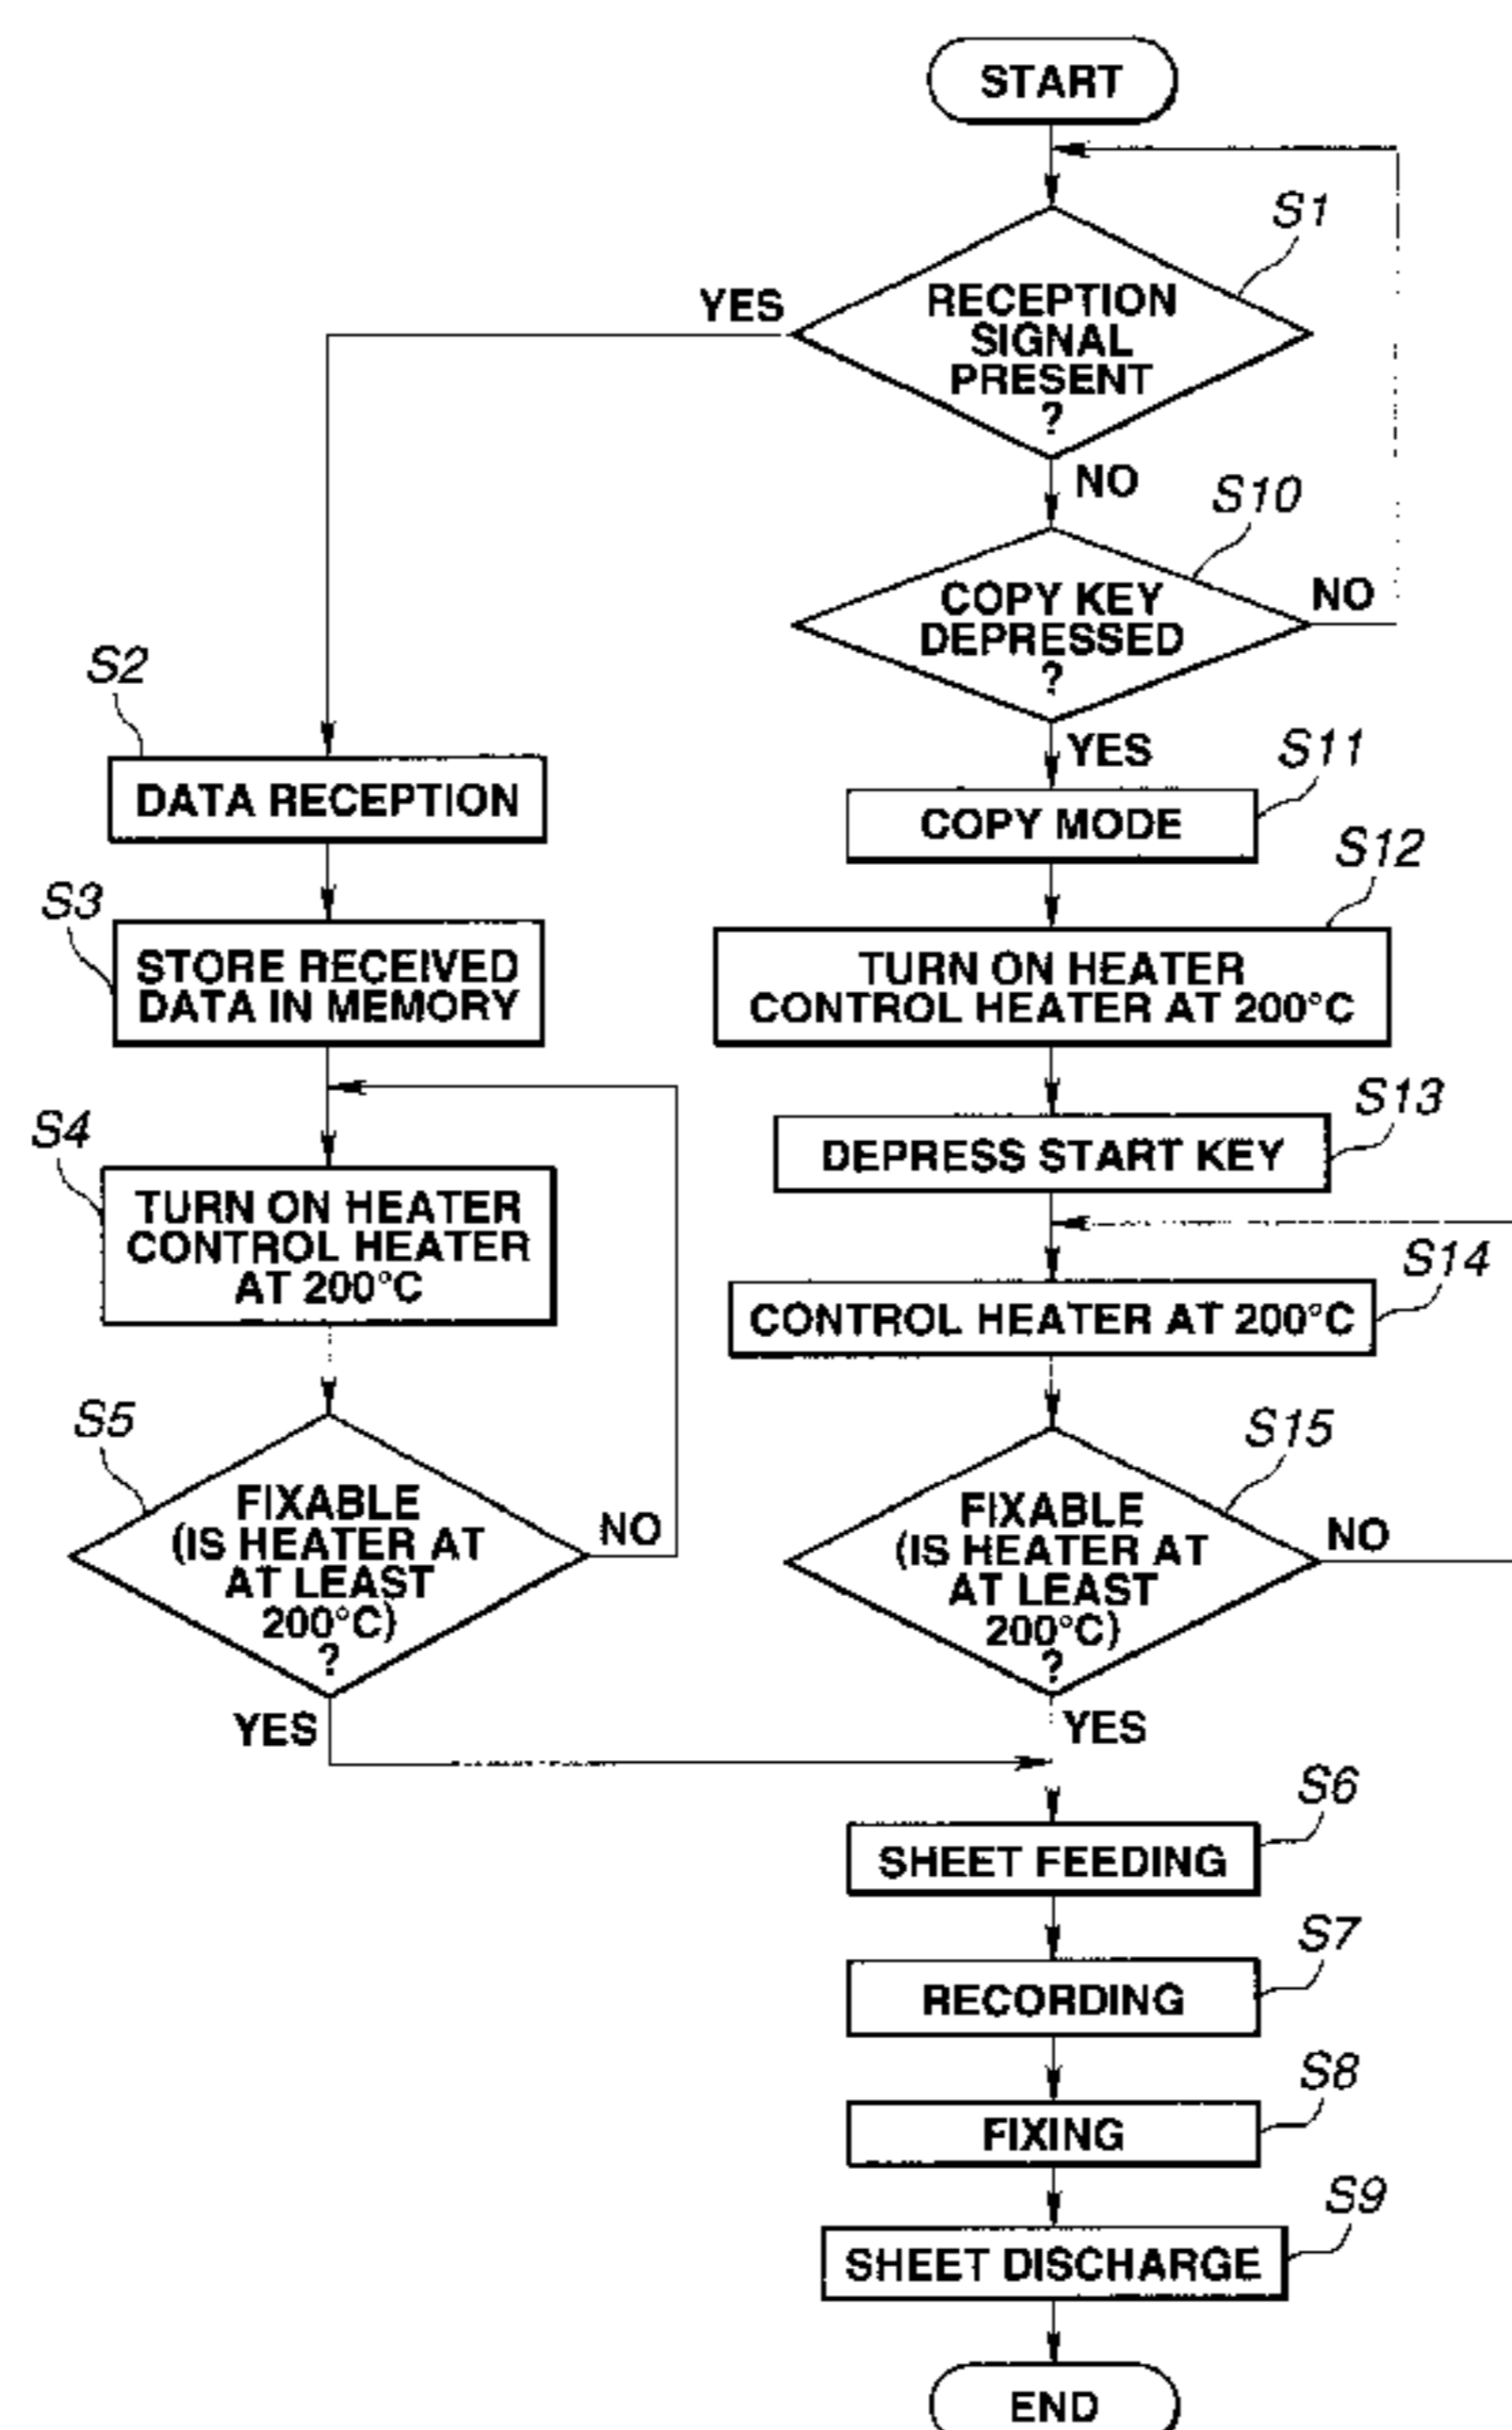 START
S1
YES
RECEPTION
SIGNAL
PRESENT
?
NO
S10
COPY KEY
DEPRESSED
?
NO
YES
S2
DATA RECEPTION
S3
STORE RECEIVED
DATA IN MEMORY
S4
TURN ON HEATER
CONTROL HEATER
AT 200°C
S5
FIXABLE
(IS HEATER AT
AT LEAST
200°C)
?
NO
YES
S11
COPY MODE
S12
TURN ON HEATER
CONTROL HEATER AT 200°C
S13
DEPRESS START KEY
S14
CONTROL HEATER AT 200°C
S15
FIXABLE
(IS HEATER AT
AT LEAST
200°C)
?
NO
YES
S6
SHEET FEEDING
S7
RECORDING
S8
FIXING
S9
SHEET DISCHARGE
END